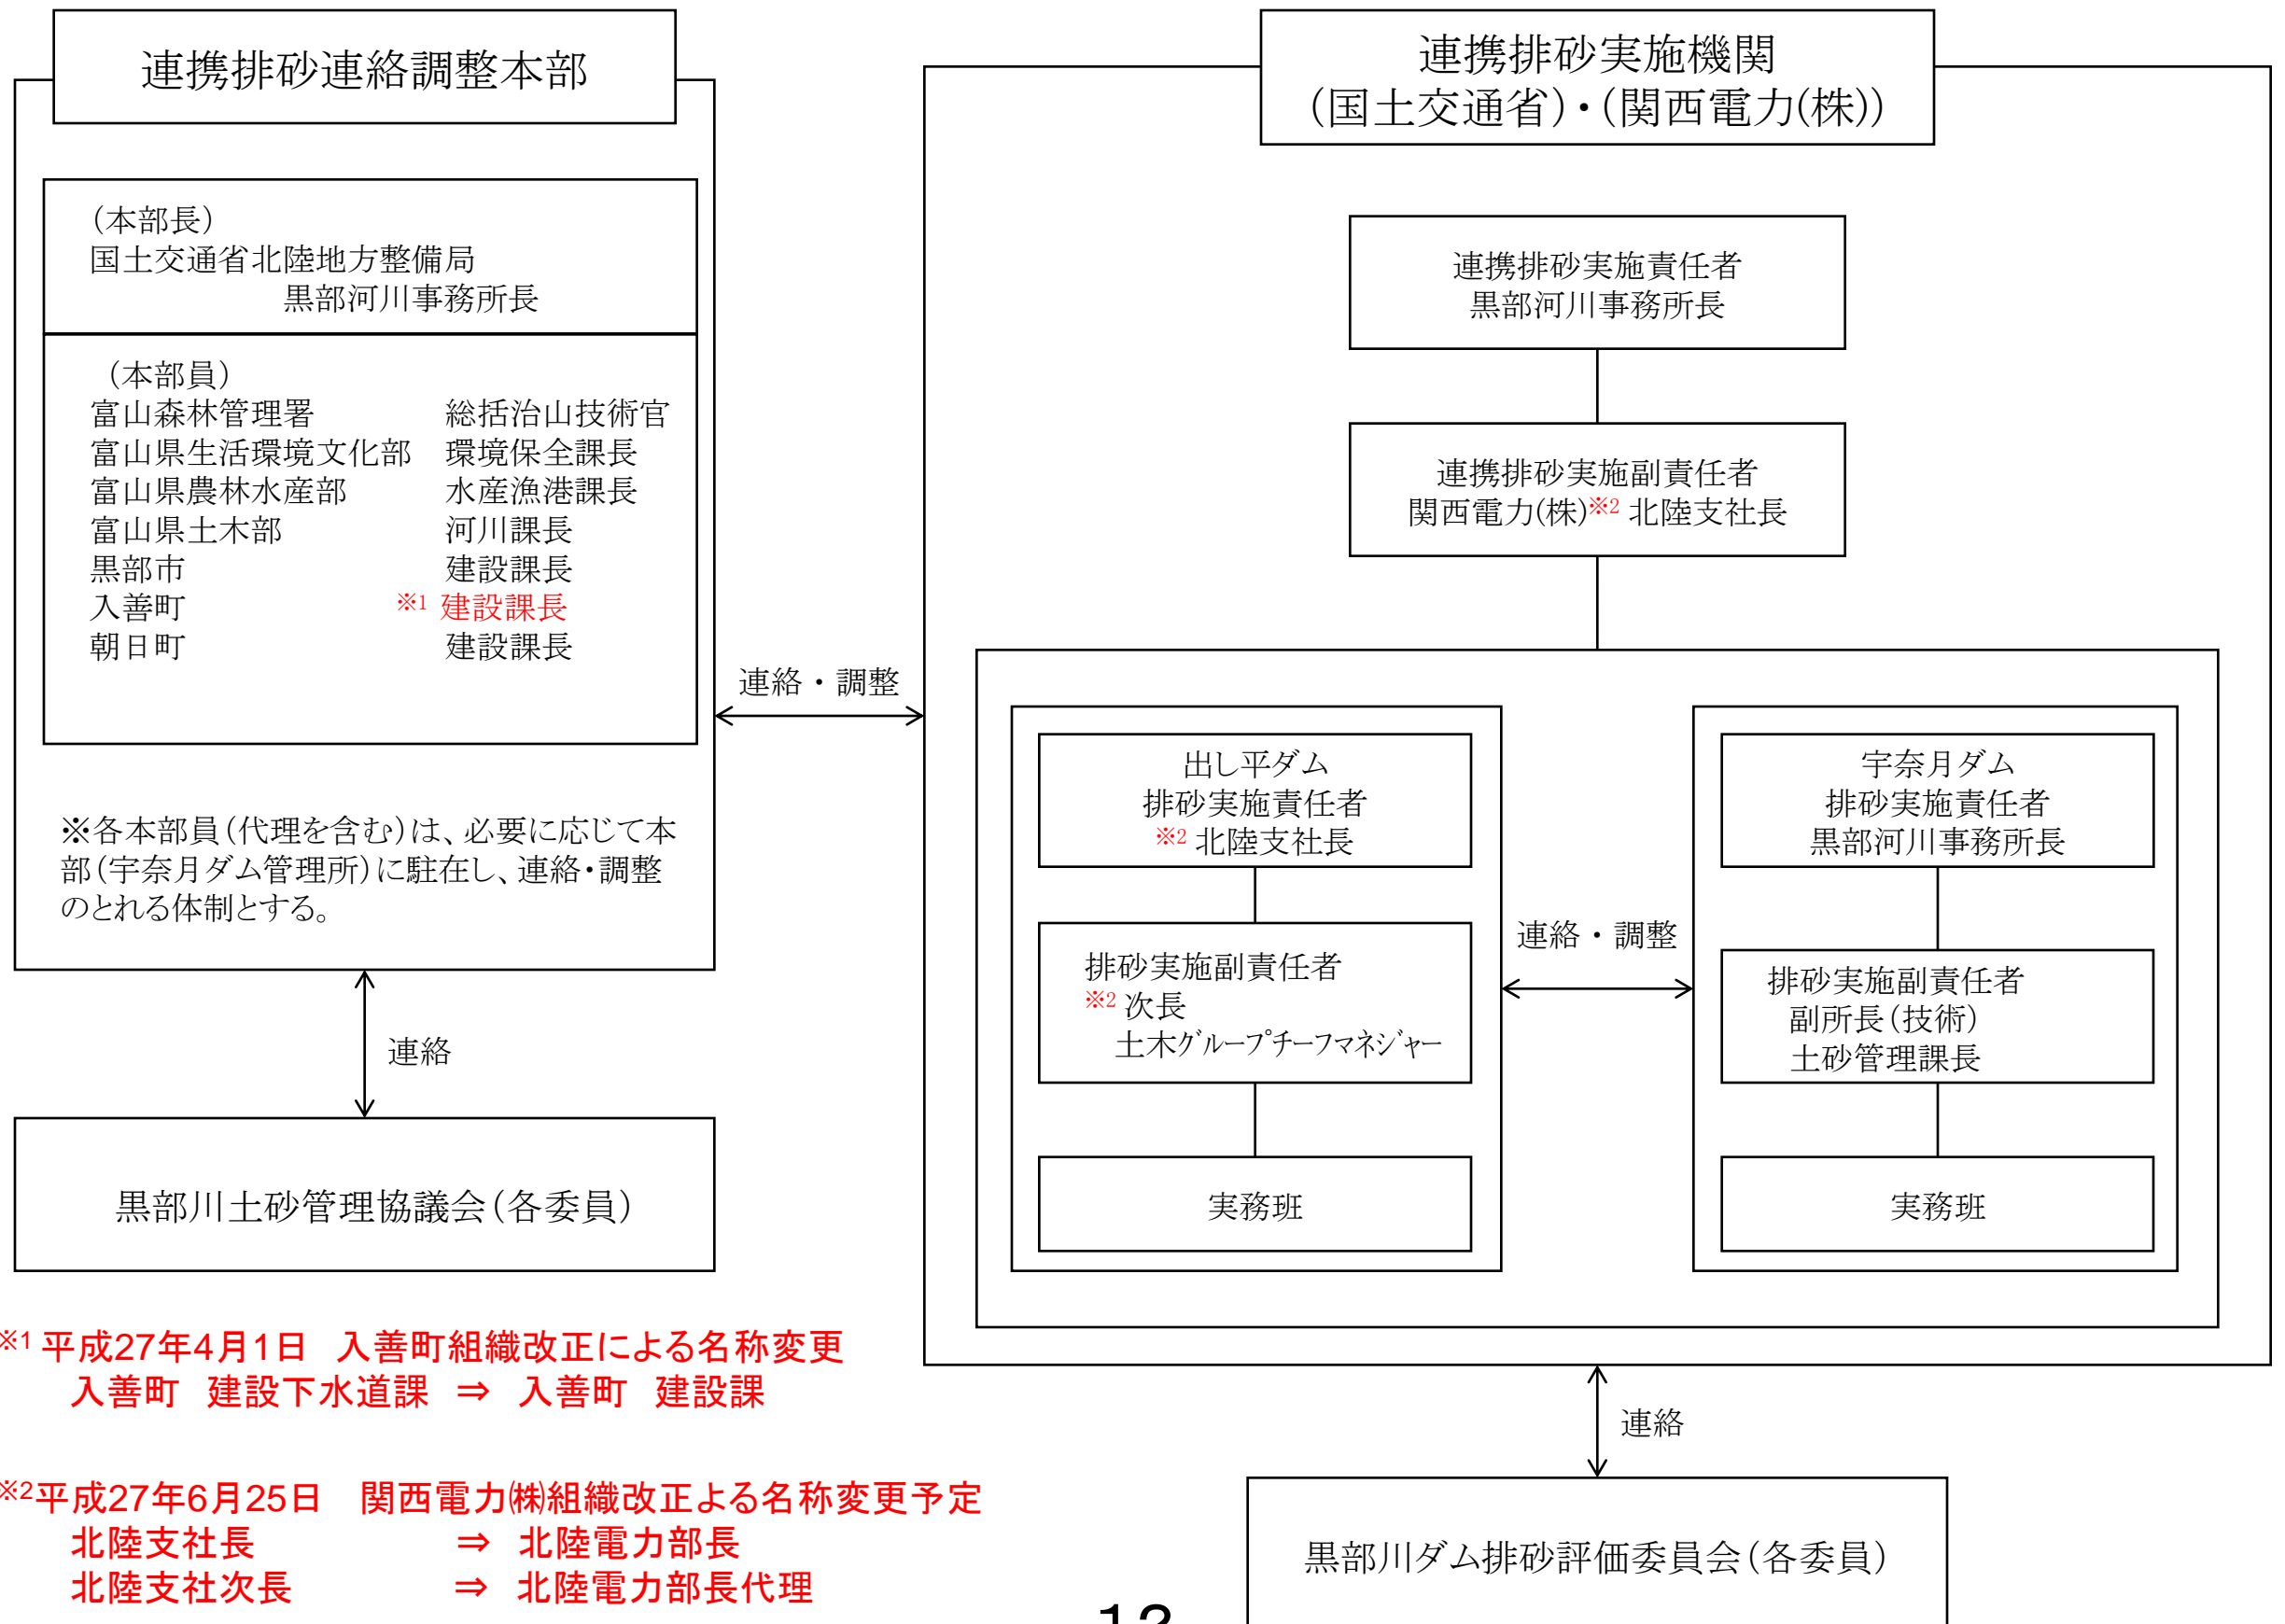 連携排砂連絡調整本部
(本部長)
国土交通省北陸地方整備局
黒部河川事務所長
(本部員)
富山森林管理署 総括治山技術官
富山県生活環境文化部 環境保全課長
富山県農林水産部 水産漁港課長
富山県土木部 河川課長
黒部市 建設課長
入善町 ※1 建設課長
朝日町 建設課長
※各本部員(代理を含む)は、必要に応じて本
部(宇奈月ダム管理所)に駐在し、連絡・調整
のとれる体制とする。
連絡
黒部川土砂管理協議会(各委員)
連絡・調整
連携排砂実施機関
(国土交通省)・(関西電力(株))
連携排砂実施責任者
黒部河川事務所長
連携排砂実施副責任者
関西電力(株)※2 北陸支社長
出し平ダム
排砂実施責任者
※2 北陸支社長
排砂実施副責任者
※2 次長
土木グループチーフマネジャー
実務班
連絡・調整
宇奈月ダム
排砂実施責任者
黒部河川事務所長
排砂実施副責任者
副所長(技術)
土砂管理課長
実務班
連絡
黒部川ダム排砂評価委員会(各委員)
※1 平成27年4月1日 入善町組織改正による名称変更
入善町 建設下水道課 ⇒ 入善町 建設課
※2平成27年6月25日 関西電力㈱組織改正よる名称変更予定
北陸支社長 ⇒ 北陸電力部長
北陸支社次長 ⇒ 北陸電力部長代理